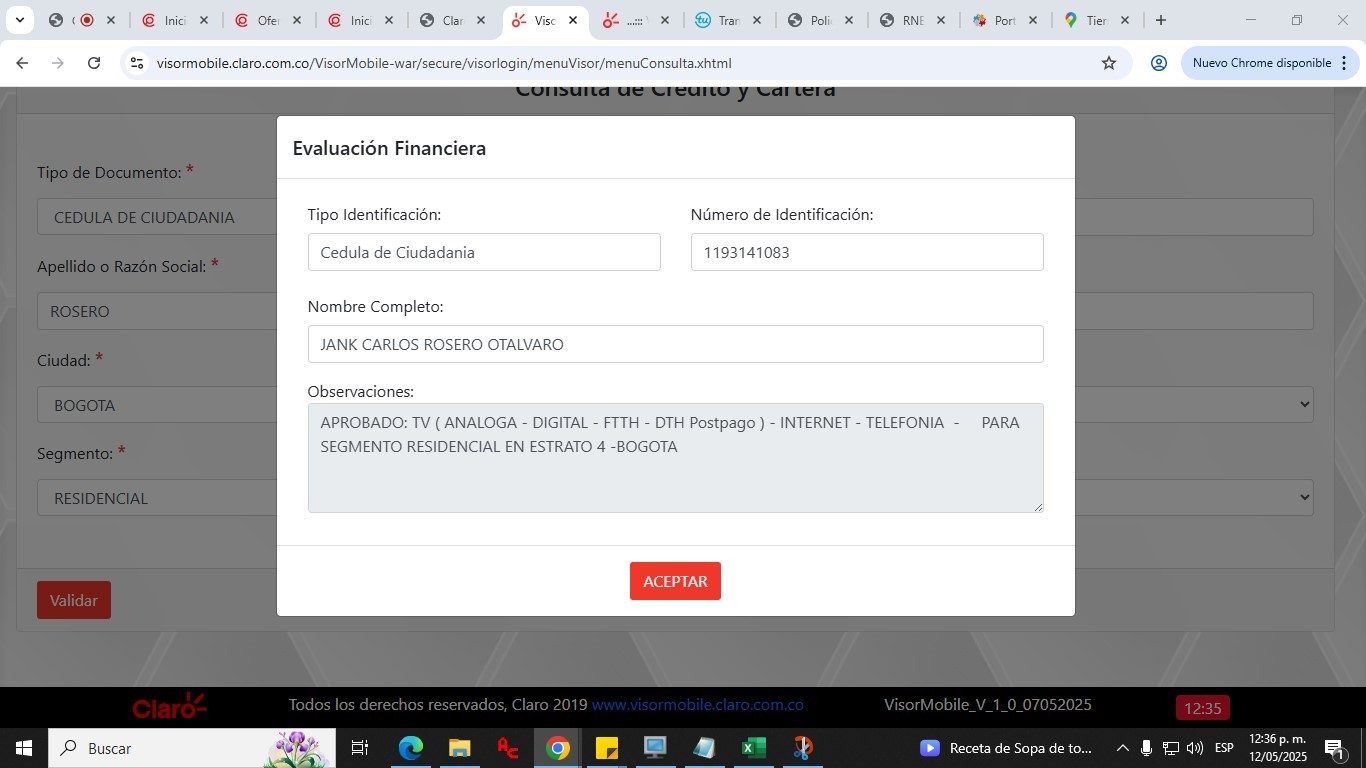 Inici
Ofer
Inici
Clar
Visc
...:::
Tran
Polic
RNE
Port
Tier
visormobile.claro.com.co/VisorMobile-war/secure/visorlogin/menuVisor/menuConsulta.xhtml
Nuevo Chrome disponible
Consulta de Crédito y Cartera
Evaluación Financiera
Tipo de Documento: *
CEDULA DE CIUDADANIA
Apellido o Razón Social: *
ROSERO
Ciudad: *
BOGOTA
Segmento: *
RESIDENCIAL
Validar
Tipo Identificación:
Número de Identificación:
Cedula de Ciudadania
1193141083
Nombre Completo:
JANK CARLOS ROSERO OTALVARO
Observaciones:
APROBADO: TV ( ANALOGA - DIGITAL - FTTH - DTH Postpago ) - INTERNET - TELEFONIA - PARA
SEGMENTO RESIDENCIAL EN ESTRATO 4 -BOGOTA
ACEPTAR
Claro
Todos los derechos reservados, Claro 2019 www.visormobile.claro.com.co
VisorMobile_V_1_0_07052025
12:35
Buscar
Receta de Sopa de to...
ESP
12:36 p. m.
12/05/2025
1